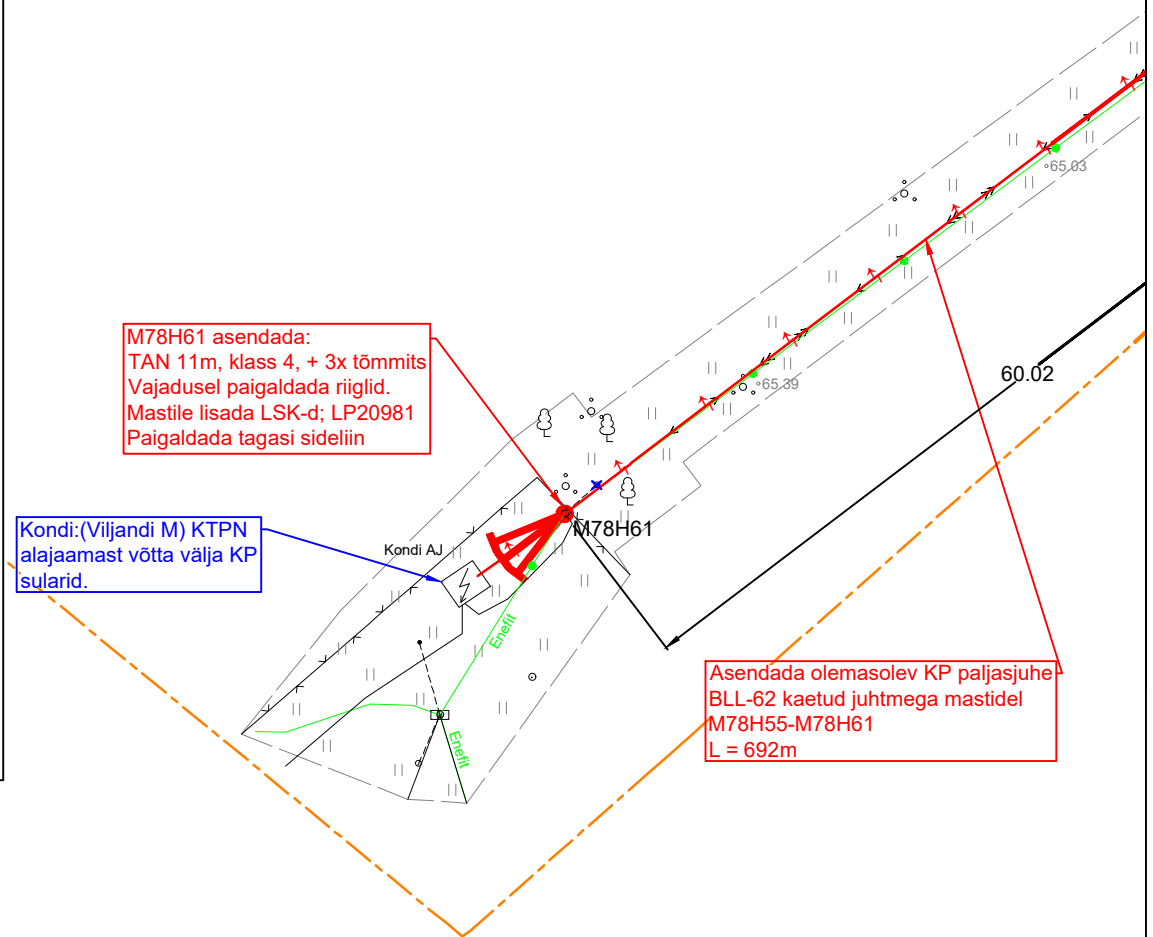 65.03
M78H61 asendada:
TAN 11m, klass 4, + 3x tõmmits
Vajadusel paigaldada riiglid.
Mastile lisada LSK-d; LP20981
Paigaldada tagasi sideliin
65.39
60.02
M78H61
Kondi:(Viljandi M) KTPN
alajaamast võtta välja KP
sularid.
Kondi AJ
Enefit
Enefit
Asendada olemasolev KP paljasjuhe
BLL-62 kaetud juhtmega mastidel
M78H55-M78H61
L = 692m